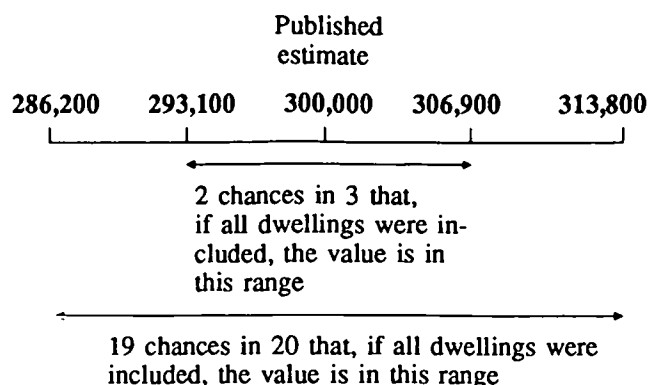 Published
estimate
286,200 293,100 300,000 306,900 313,800
2 chances in 3 that,
if all dwellings were in-
cluded, the value is in
this range
19 chances in 20 that, if all dwellings were
included, the value is in this range